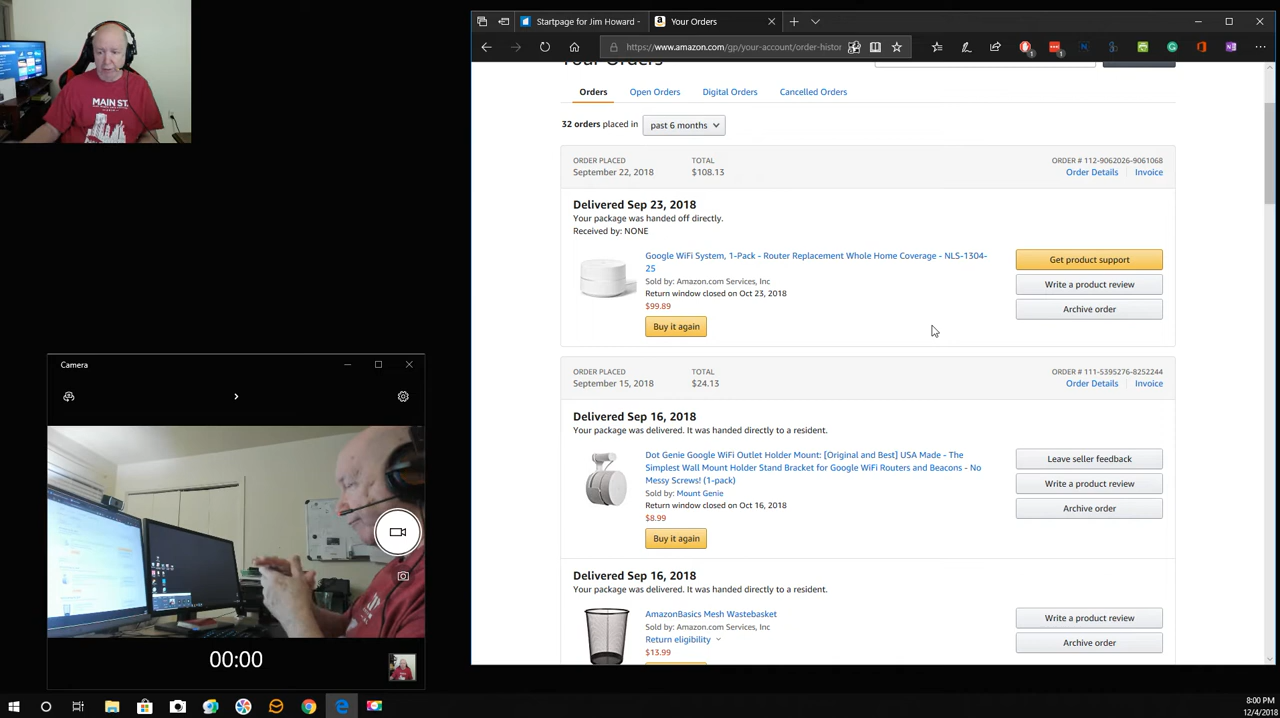 MAIN ST.
Startpage for Jim Howard -
Your Orders
https://www.amazon.com/gp/your-account/order-histor
Your Orders
Orders
Open Orders
Digital Orders
Cancelled Orders
32 orders placed in
past 6 months
ORDER PLACED
TOTAL
ORDER # 112-9062026-9061068
September 22, 2018
$108.13
Order Details
Invoice
Delivered Sep 23, 2018
Your package was handed off directly.
Received by: NONE
Google WiFi System, 1-Pack - Router Replacement Whole Home Coverage - NLS-1304-
25
Sold by: Amazon.com Services, Inc
Return window closed on Oct 23, 2018
$99.89
Buy it again
Get product support
Write a product review
Archive order
ORDER PLACED
TOTAL
ORDER # 111-5395276-8252244
September 15, 2018
$24.13
Order Details
Invoice
Delivered Sep 16, 2018
Your package was delivered. It was handed directly to a resident.
Dot Genie Google WiFi Outlet Holder Mount: [Original and Best] USA Made - The
Simplest Wall Mount Holder Stand Bracket for Google WiFi Routers and Beacons - No
Messy Screws! (1-pack)
Sold by: Mount Genie
Return window closed on Oct 16, 2018
$8.99
Buy it again
Leave seller feedback
Write a product review
Archive order
Delivered Sep 16, 2018
Your package was delivered. It was handed directly to a resident.
AmazonBasics Mesh Wastebasket
Sold by: Amazon.com Services, Inc
Return eligibility
$13.99
Write a product review
Archive order
Camera
00:00
8:00 PM
12/4/2018